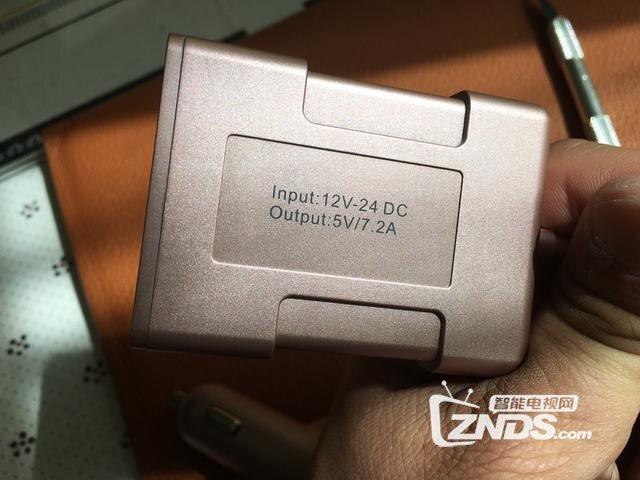 Input:12V-24 DC
Output:5V/7.2A
智能电视网
ZNDS.com